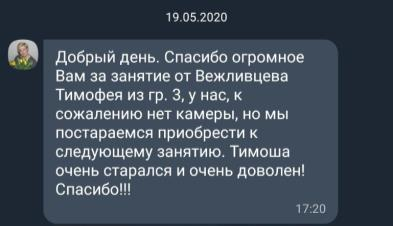 19.05.2020
Добрый день. Спасибо огромное
Вам за занятие от Вежливцева
Тимофея из гр. 3, у нас, к
сожалению нет камеры, но мы
постараемся приобрести к
следующему занятию. Тимоша
очень старался и очень доволен!
Спасибо!!!
17:20